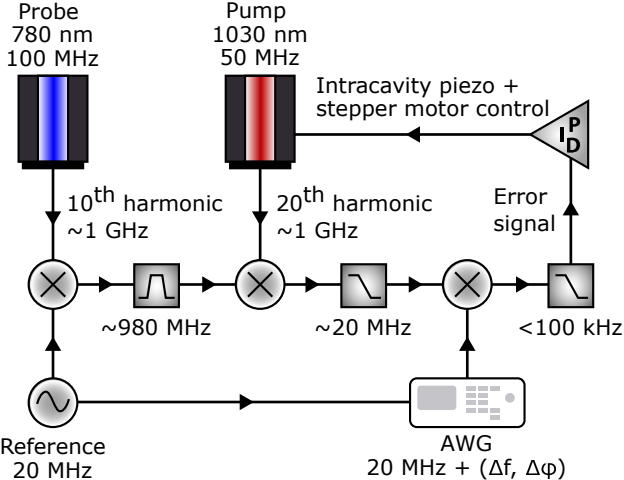 Probe
780 nm
100 MHz
Pump
1030 nm
50 MHz
Intracavity piezo +
stepper motor control
P
I
D
10th harmonic
~1 GHz
20th harmonic
~1 GHz
Error
signal
~980 MHz
~20 MHz
<100 kHz
Reference
20 MHz
AWG
20 MHz + (Δf, Δφ)